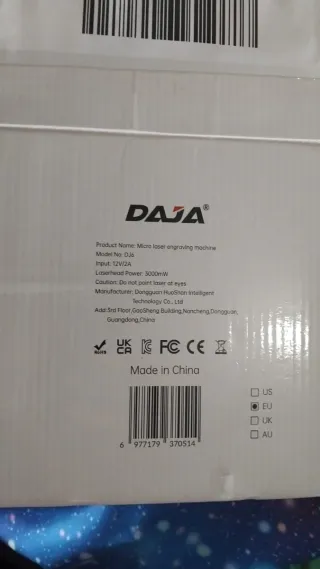 DAJA®
Product Name: Micro laser engraving machine
Model No: DJ6
Input: 12V/2A
Laserhead Power: 3000mW
Caution: Do not point laser at eyes
Manufacturer: Dongguan HuoShan Intelligent
Technology Co., Ltd
Add:3rd Floor,GaoSheng Building,Nancheng,Dongguan,
Guangdong,China
RoHS UK CA FC CE
Made in China
US
EU
UK
AU
6 977179 370514